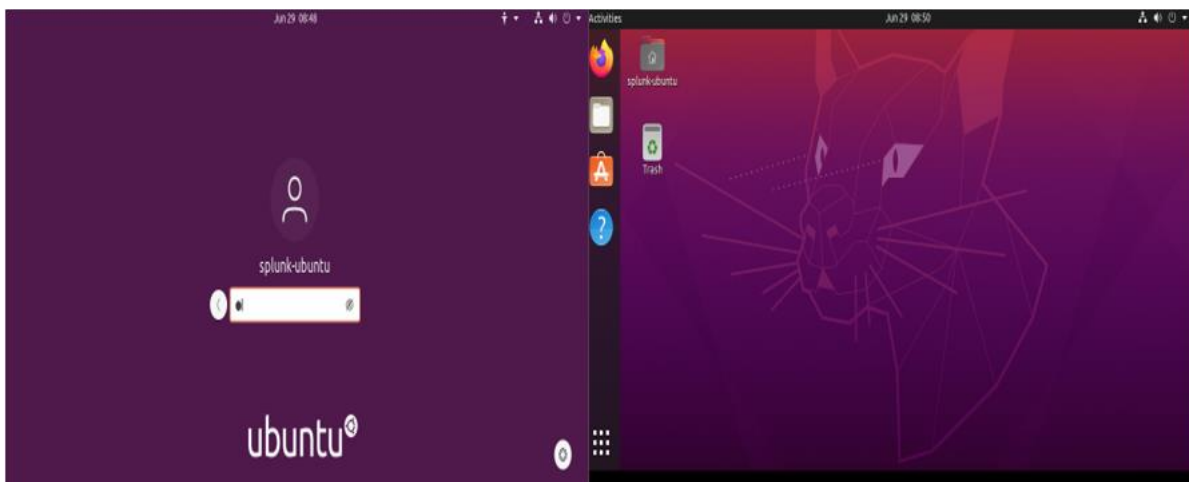 Jun 29 08:48
splunk-ubuntu
ubuntu
Activities
Jun 29 08:50
splunk-ubuntu
Trash